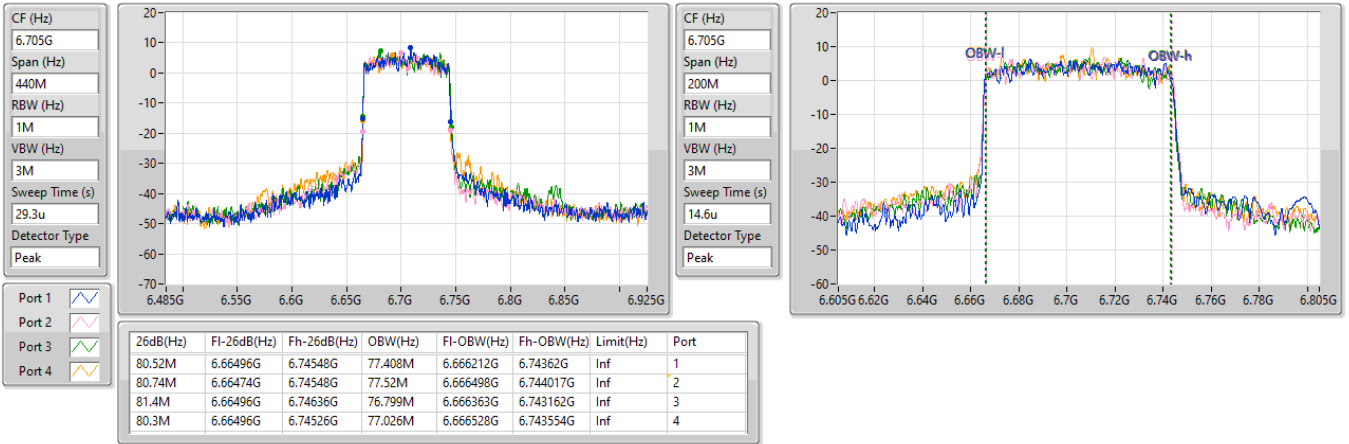 CF (Hz)
6.705G
Span (Hz)
440M
RBW (Hz)
1M
VBW (Hz)
3M
Sweep Time (s)
29.3u
Detector Type
Peak
20
10
0
-10
-20
-30
-40
-50
-60
-70
6.485G 6.55G 6.6G 6.65G 6.7G 6.75G 6.8G 6.85G 6.925G
CF (Hz)
6.705G
Span (Hz)
200M
RBW (Hz)
1M
VBW (Hz)
3M
Sweep Time (s)
14.6u
Detector Type
Peak
20
10
0
-10
-20
-30
-40
-50
-60
OBW-l OBW-h
6.605G 6.62G 6.64G 6.66G 6.68G 6.7G 6.72G 6.74G 6.76G 6.78G 6.805G
Port 1
Port 2
Port 3
Port 4
26dB(Hz) Fl-26dB(Hz) Fh-26dB(Hz) OBW(Hz) Fl-OBW(Hz) Fh-OBW(Hz) Limit(Hz) Port
80.52M 6.66496G 6.74548G 77.408M 6.666212G 6.74362G Inf 1
80.74M 6.66474G 6.74548G 77.52M 6.666498G 6.744017G Inf 2
81.4M 6.66496G 6.74636G 76.799M 6.666363G 6.743162G Inf 3
80.3M 6.66496G 6.74526G 77.026M 6.666528G 6.743554G Inf 4